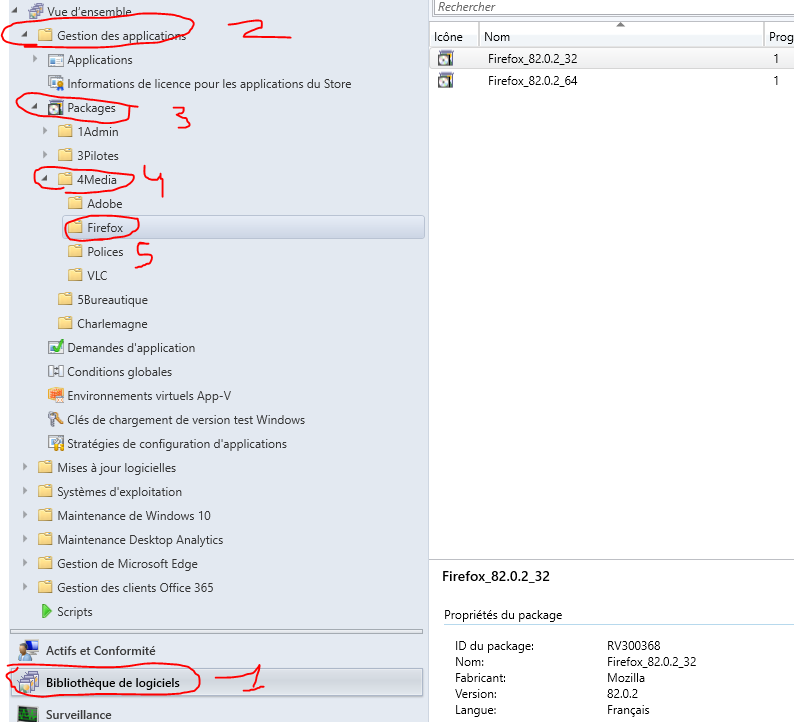 Vue d'ensemble
Gestion des applications 2
Applications
Informations de licence pour les applications du Store
Packages 3
1Admin
3Pilotes
4Media 4
Adobe
Firefox
Polices 5
VLC
5Bureautique
Charlemagne
Demandes d'application
Conditions globales
Environnements virtuels App-V
Clés de chargement de version test Windows
Stratégies de configuration d'applications
Mises à jour logicielles
Systèmes d'exploitation
Maintenance de Windows 10
Maintenance Desktop Analytics
Gestion de Microsoft Edge
Gestion des clients Office 365
Scripts
Actifs et Conformité
Bibliothèque de logiciels 1
Surveillance
Rechercher
Icône Nom Prog
Firefox_82.0.2_32 1
Firefox_82.0.2_64 1
Firefox_82.0.2_32
Propriétés du package
ID du package: RV300368
Nom: Firefox_82.0.2_32
Fabricant: Mozilla
Version: 82.0.2
Langue: Français